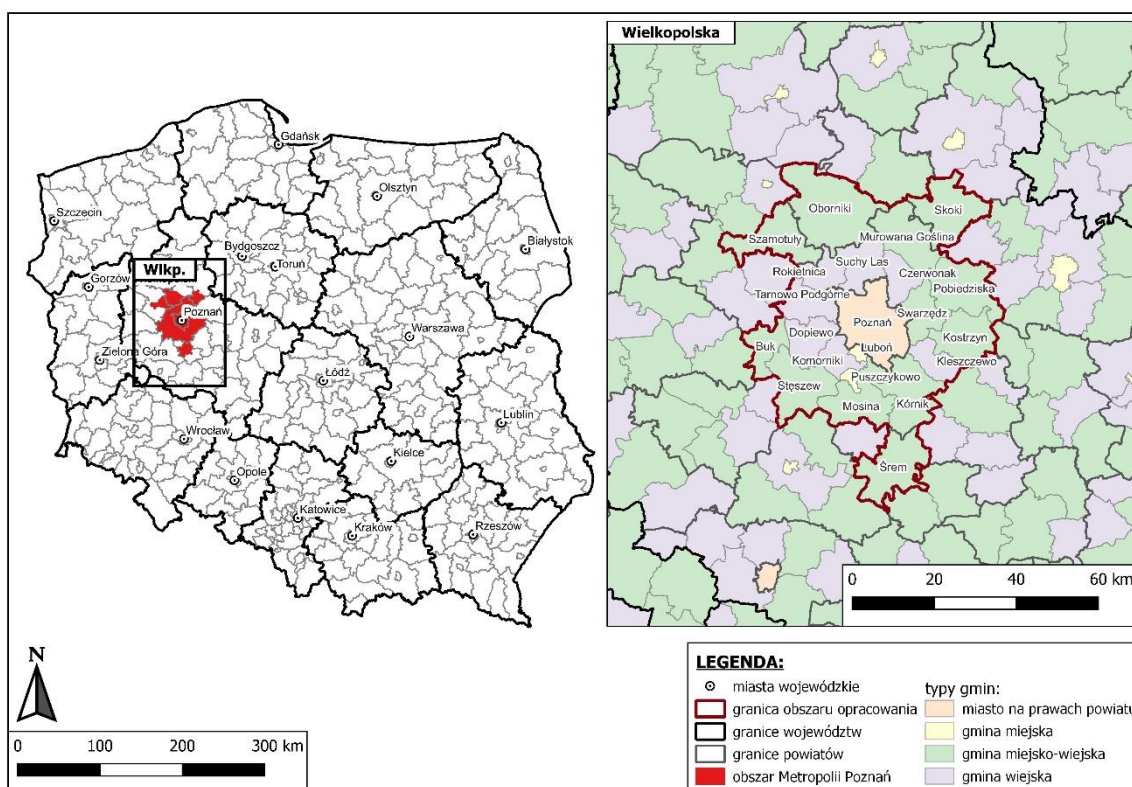 Gdańsk
Olsztyn
Szczecin
Białystok
Bydgoszcz
Toruń
Wlkp.
Gorzów
Poznań
Warszawa
Zielona Góra
Łódź
Lublin
Wrocław
Kielce
Opole
Katowice
Kraków
Rzeszów
N
0 100 200 300 km
Wielkopolska
Oborniki
Skoki
Szamotuły
Murowana Goślina
Suchy Las
Rokietnica
Czerwonak
Pobiedziska
Tarnowo Podgórne
Swarzędz
Poznań
Dopiewo
Kostrzyn
Buk
Luboń
Komorniki
Kleszczewo
Puszczykowo
Stęszew
Mosina
Kórnik
Śrem
0 20 40 60 km
LEGENDA:
miasta wojewódzkie
granica obszaru opracowania
granice województw
granice powiatów
obszar Metropolii Poznań
typy gmin:
miasto na prawach powiatu
gmina miejska
gmina miejsko-wiejska
gmina wiejska